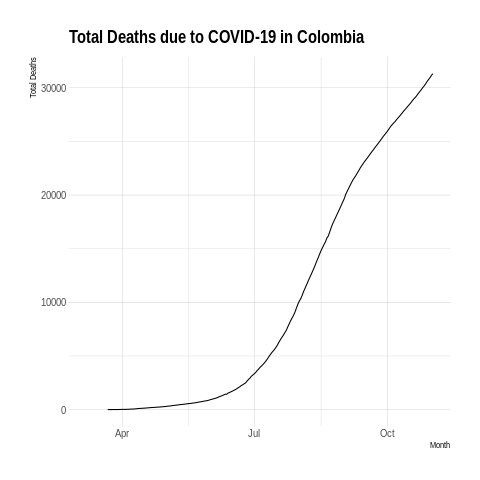 Total Deaths due to COVID-19 in Colombia
Total Deaths
30000
20000
10000
0
Apr Jul Oct
Month